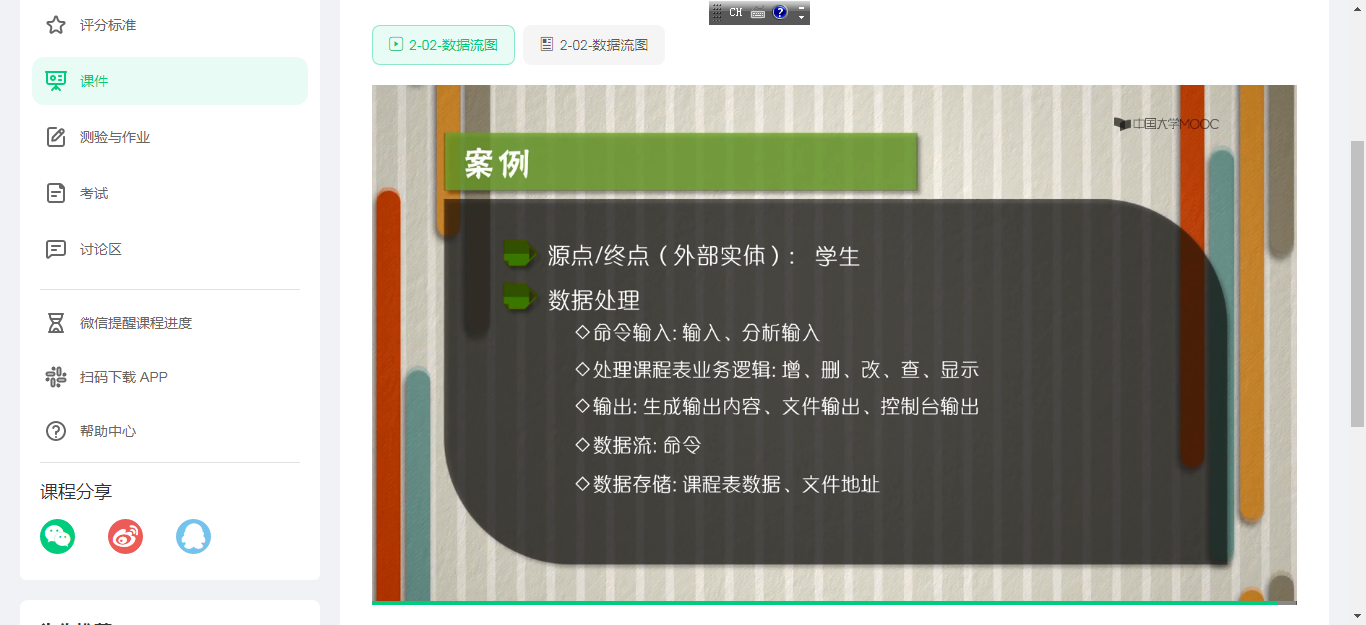 评分标准
课件
测验与作业
考试
讨论区
微信提醒课程进度
扫码下载 APP
帮助中心
课程分享
CH
?
2-02-数据流图
2-02-数据流图
中国大学MOOC
案例
源点/终点（外部实体）： 学生
数据处理
◇命令输入: 输入、分析输入
◇处理课程表业务逻辑: 增、删、改、查、显示
◇输出: 生成输出内容、文件输出、控制台输出
◇数据流: 命令
◇数据存储: 课程表数据、文件地址